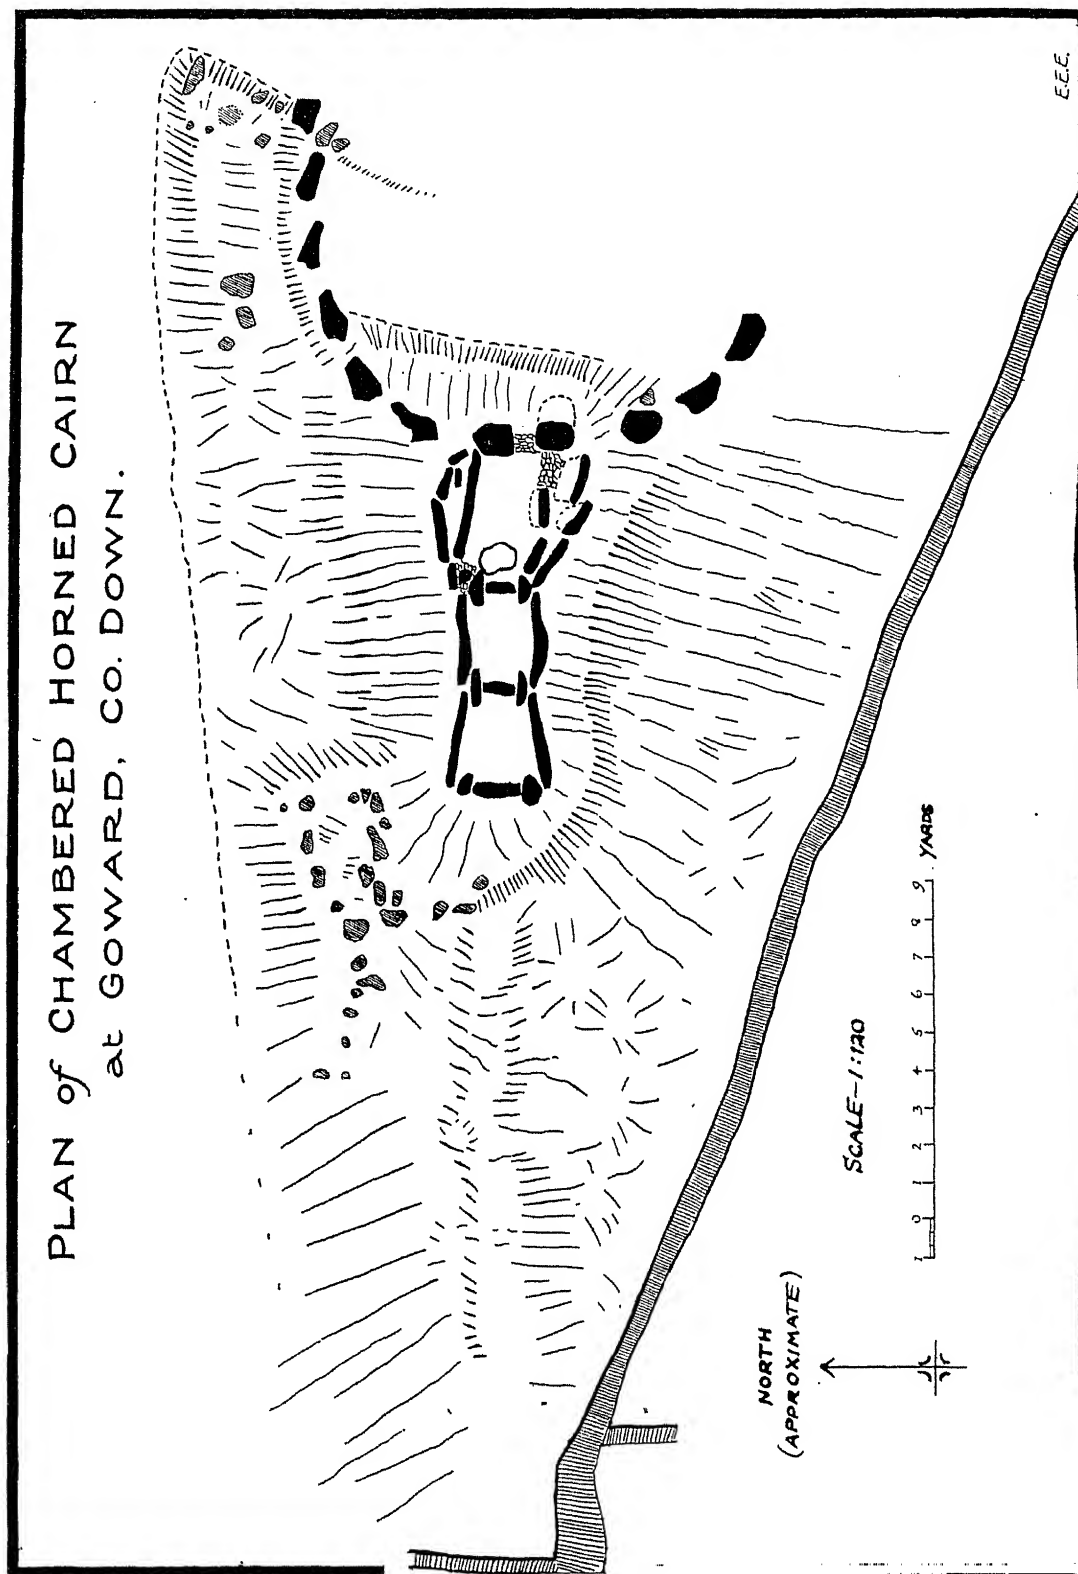 PLAN of CHAMBERED HORNED CAIRN
at GOWARD, CO. DOWN.
E.E.E.
SCALE-1:120
1 0 1 2 3 4 5 6 7 8 9 YARDS
NORTH
(APPROXIMATE)